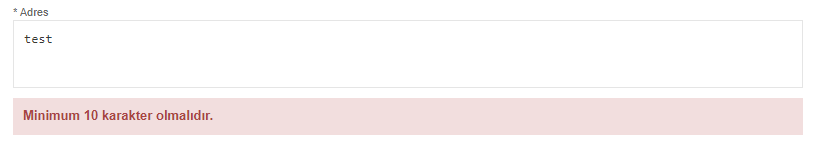 * Adres
test
Minimum 10 karakter olmalıdır.